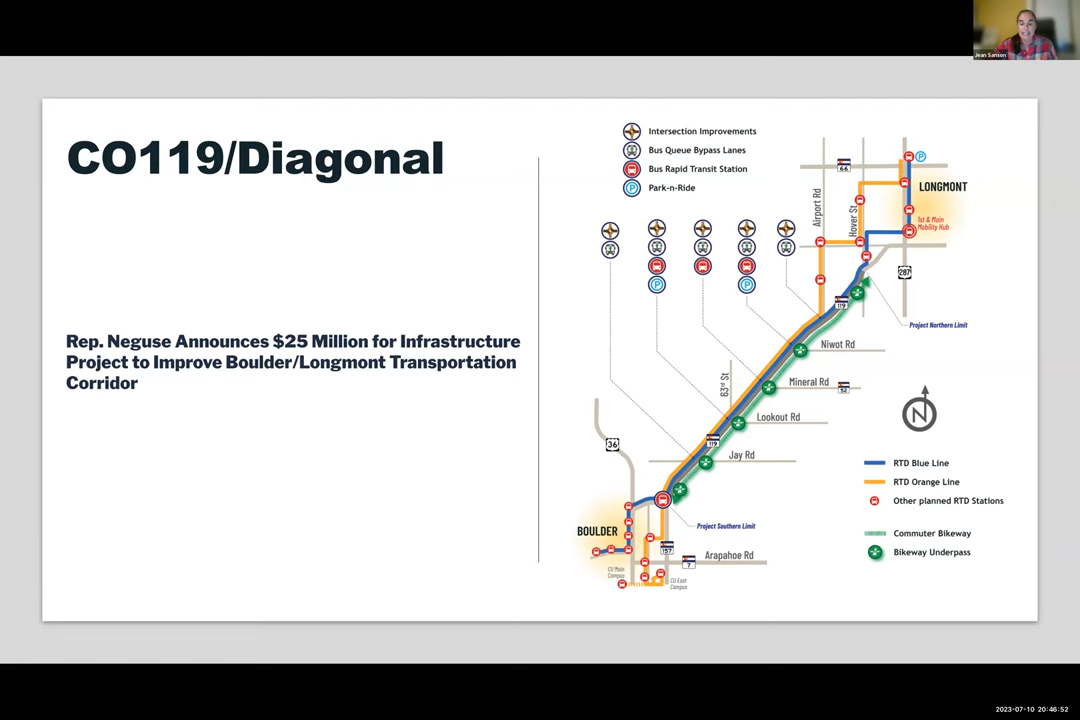 Jean Sanson
CO119/Diagonal
Rep. Neguse Announces $25 Million for Infrastructure
Project to Improve Boulder/Longmont Transportation
Corridor
Intersection Improvements
Bus Queue Bypass Lanes
Bus Rapid Transit Station
P Park-n-Ride
P
66
LONGMONT
Airport Rd
Hover St
1st & Main
Mobility Hub
P
P
287
119
Project Northern Limit
Niwot Rd
63rd St
Mineral Rd
52
Lookout Rd
N
36
119
Jay Rd
RTD Blue Line
RTD Orange Line
Other planned RTD Stations
Project Southern Limit
BOULDER
Commuter Bikeway
157
Arapahoe Rd
Bikeway Underpass
7
CU Main
Campus
CU East
Campus
2023-07-10 20:46:52